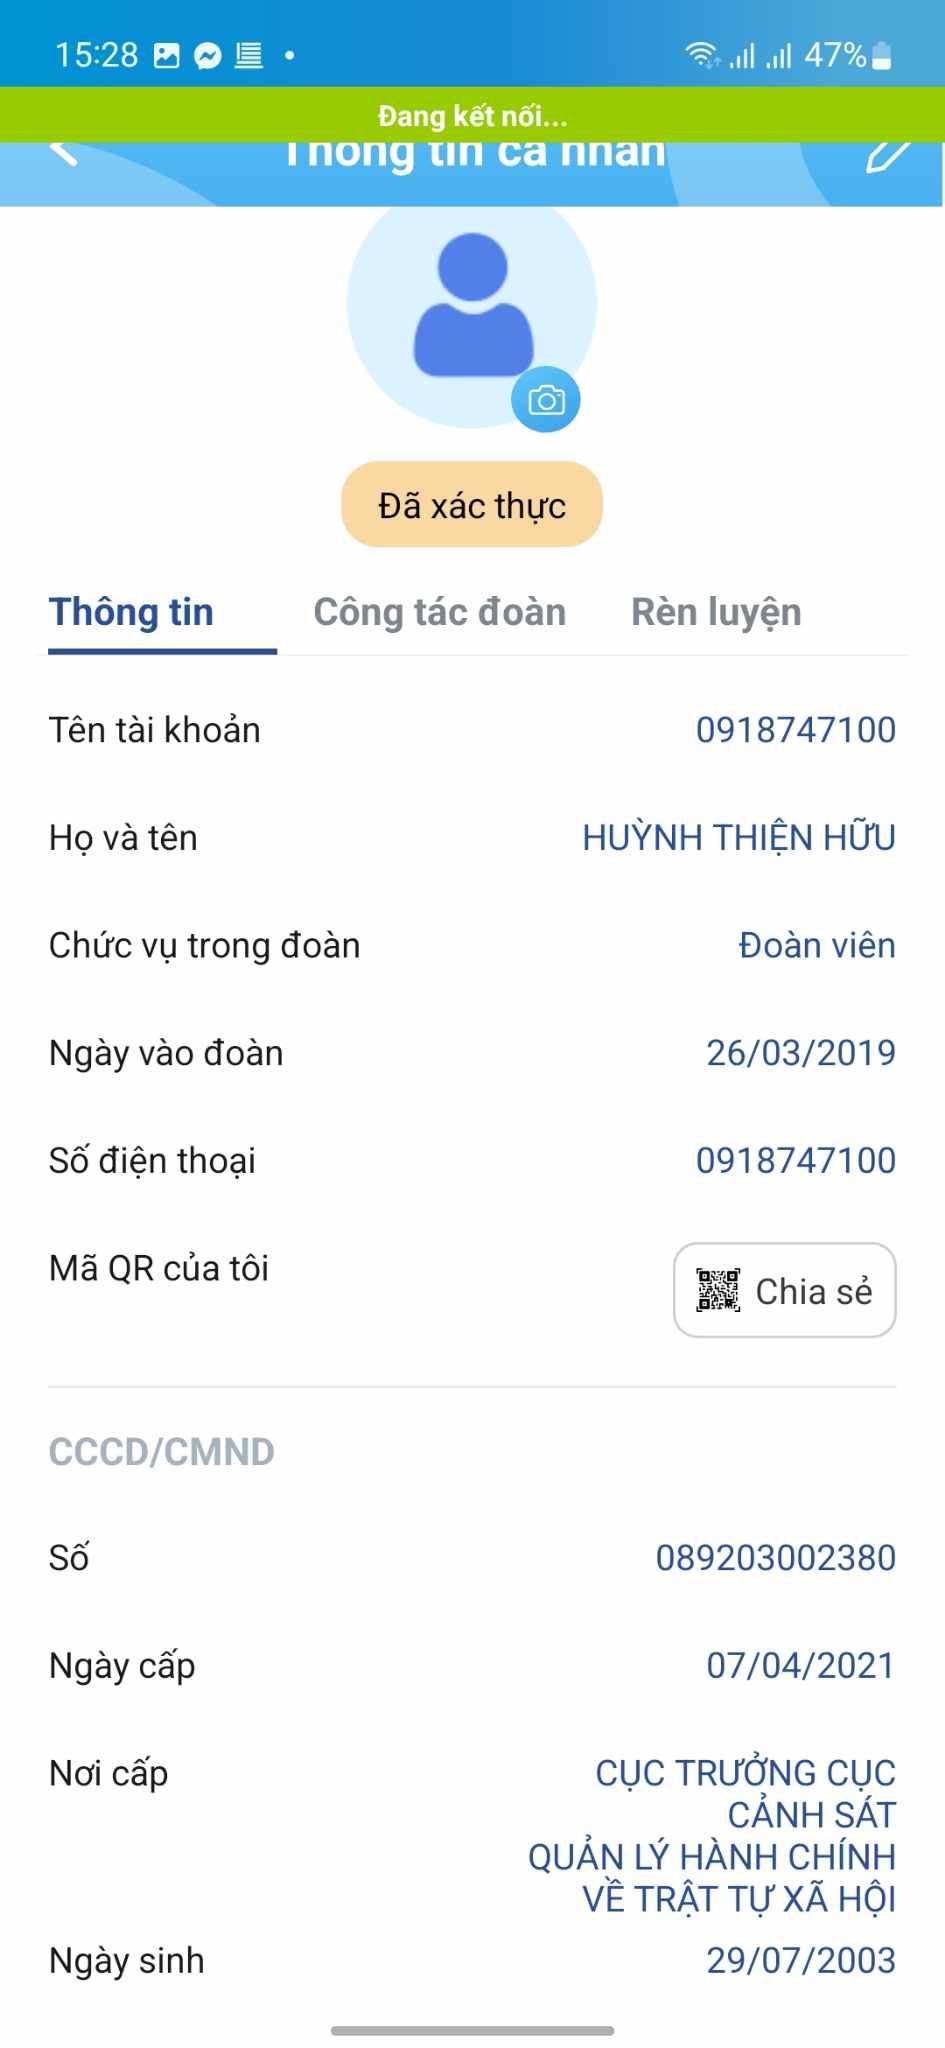 15:28
47%
Đang kết nối...
Thông tin cá nhân
Đã xác thực
Thông tin Công tác đoàn Rèn luyện
Tên tài khoản 0918747100
Họ và tên HUỲNH THIỆN HỮU
Chức vụ trong đoàn Đoàn viên
Ngày vào đoàn 26/03/2019
Số điện thoại 0918747100
Mã QR của tôi Chia sẻ
CCCD/CMND
Số 089203002380
Ngày cấp 07/04/2021
Nơi cấp CỤC TRƯỞNG CỤC
CẢNH SÁT
QUẢN LÝ HÀNH CHÍNH
VỀ TRẬT TỰ XÃ HỘI
Ngày sinh 29/07/2003